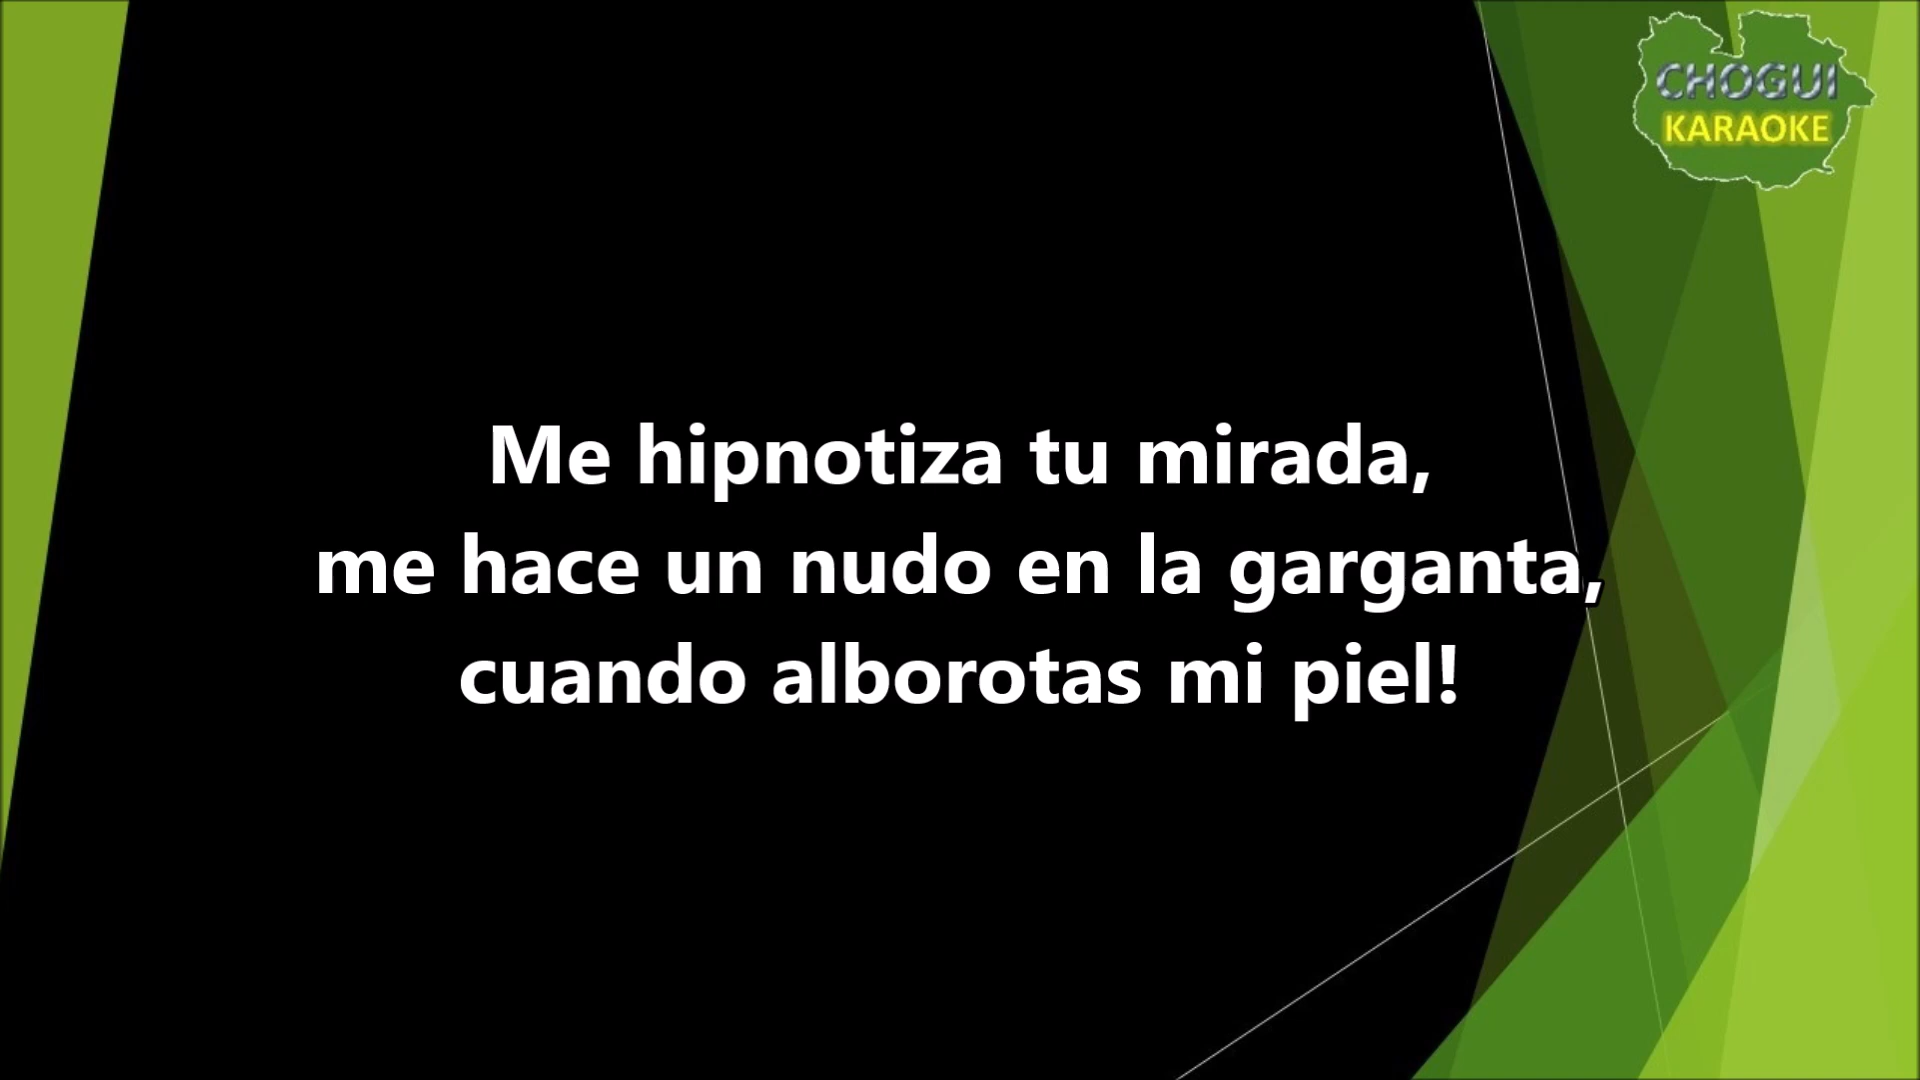 CHOGUI
KARAOKE
Me hipnotiza tu mirada,
me hace un nudo en la garganta,
cuando alborotas mi piel!